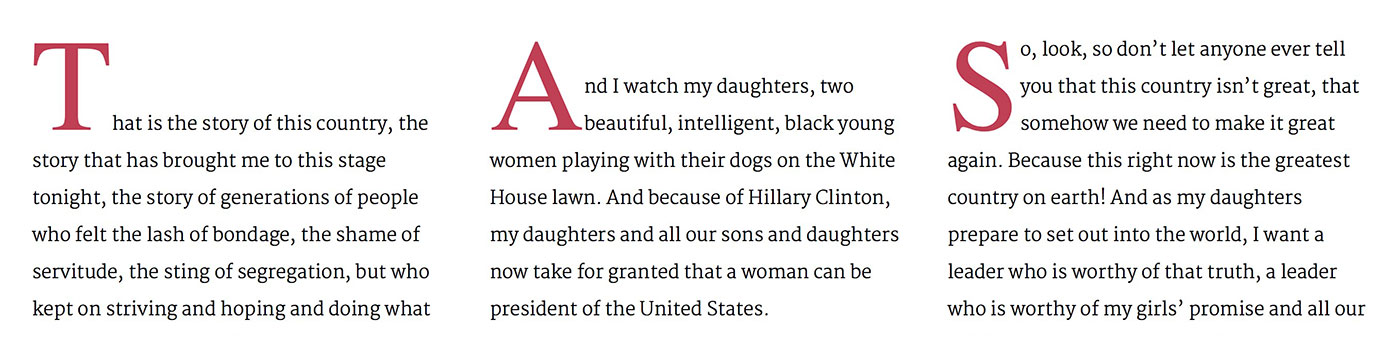 That is the story of this country, the
story that has brought me to this stage
tonight, the story of generations of people
who felt the lash of bondage, the shame of
servitude, the sting of segregation, but who
kept on striving and hoping and doing what
And I watch my daughters, two
beautiful, intelligent, black young
women playing with their dogs on the White
House lawn. And because of Hillary Clinton,
my daughters and all our sons and daughters
now take for granted that a woman can be
president of the United States.
So, look, so don’t let anyone ever tell
you that this country isn’t great, that
somehow we need to make it great
again. Because this right now is the greatest
country on earth! And as my daughters
prepare to set out into the world, I want a
leader who is worthy of that truth, a leader
who is worthy of my girls’ promise and all our